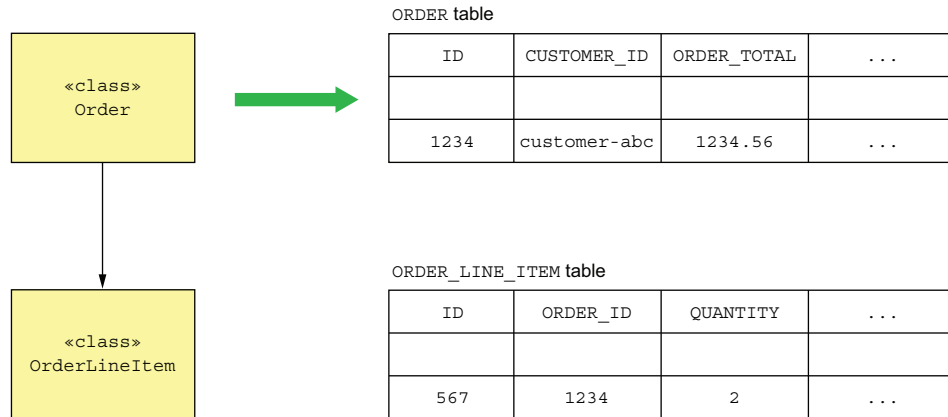 ORDER table
ID CUSTOMER_ID ORDER_TOTAL ...
«class»
Order
1234 customer-abc 1234.56 ...
ORDER_LINE_ITEM table
ID ORDER_ID QUANTITY ...
«class»
OrderLineItem
567 1234 2 ...